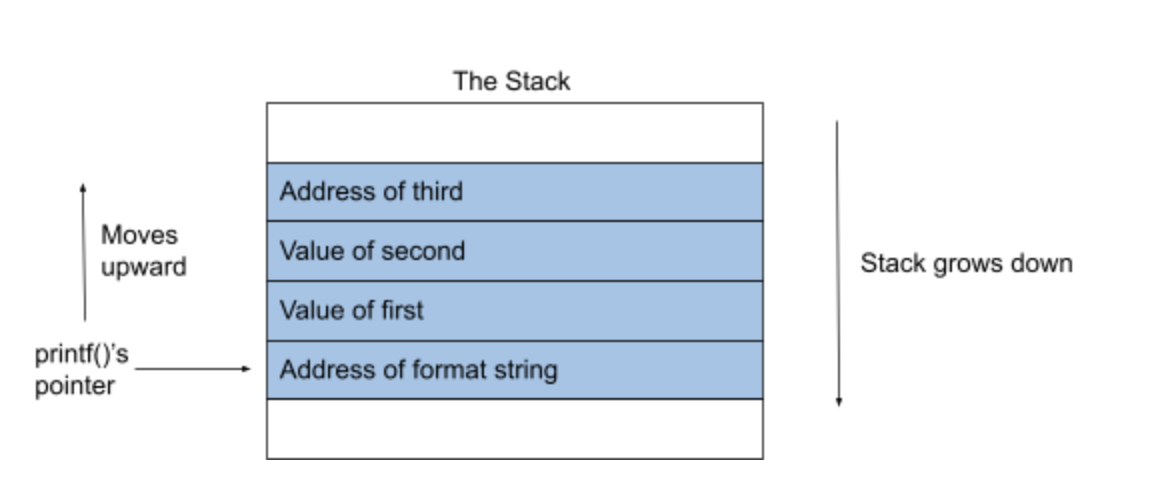 The Stack
Address of third
Moves
upward
Value of second
Stack grows down
Value of first
printf()’s
pointer
Address of format string